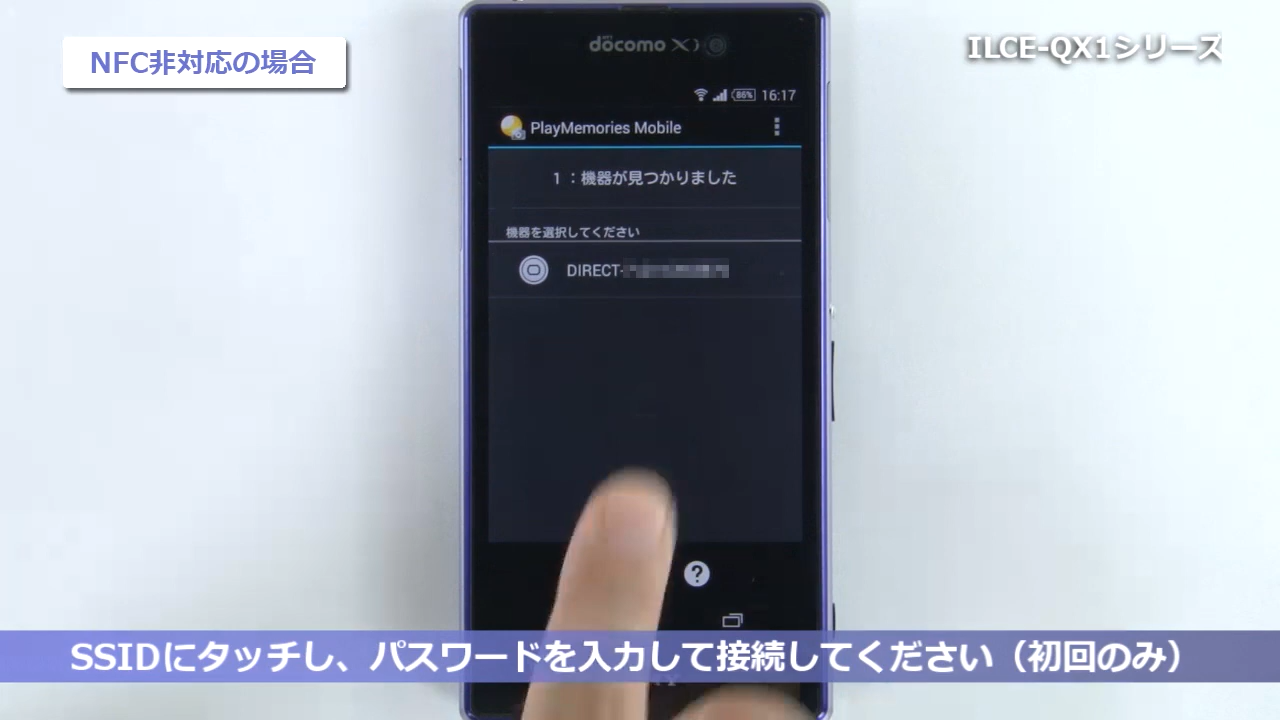 NFC非対応の場合
ILCE-QX1シリーズ
docomo Xi
86% 16:17
PlayMemories Mobile
1：機器が見つかりました
機器を選択してください
DIRECT-
?
SSIDにタッチし、パスワードを入力して接続してください（初回のみ）